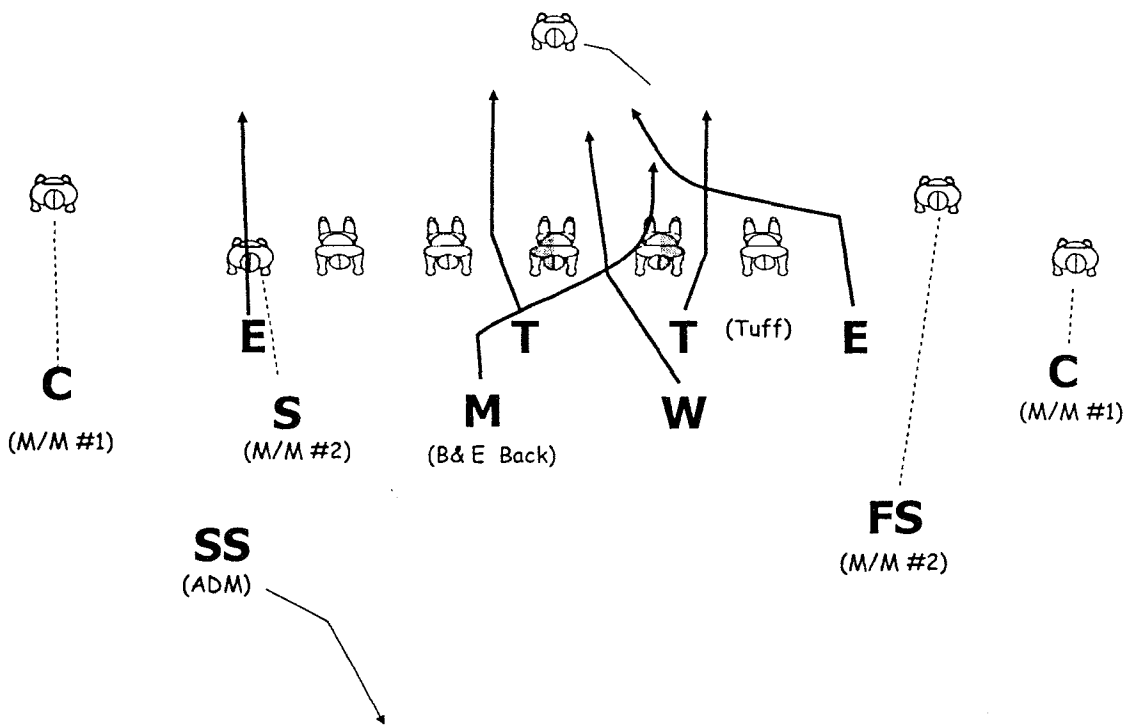 E
T
T
(Tuff)
E
C
(M/M #1)
S
(M/M #2)
M
(B&E Back)
W
C
(M/M #1)
SS
(ADM)
FS
(M/M #2)